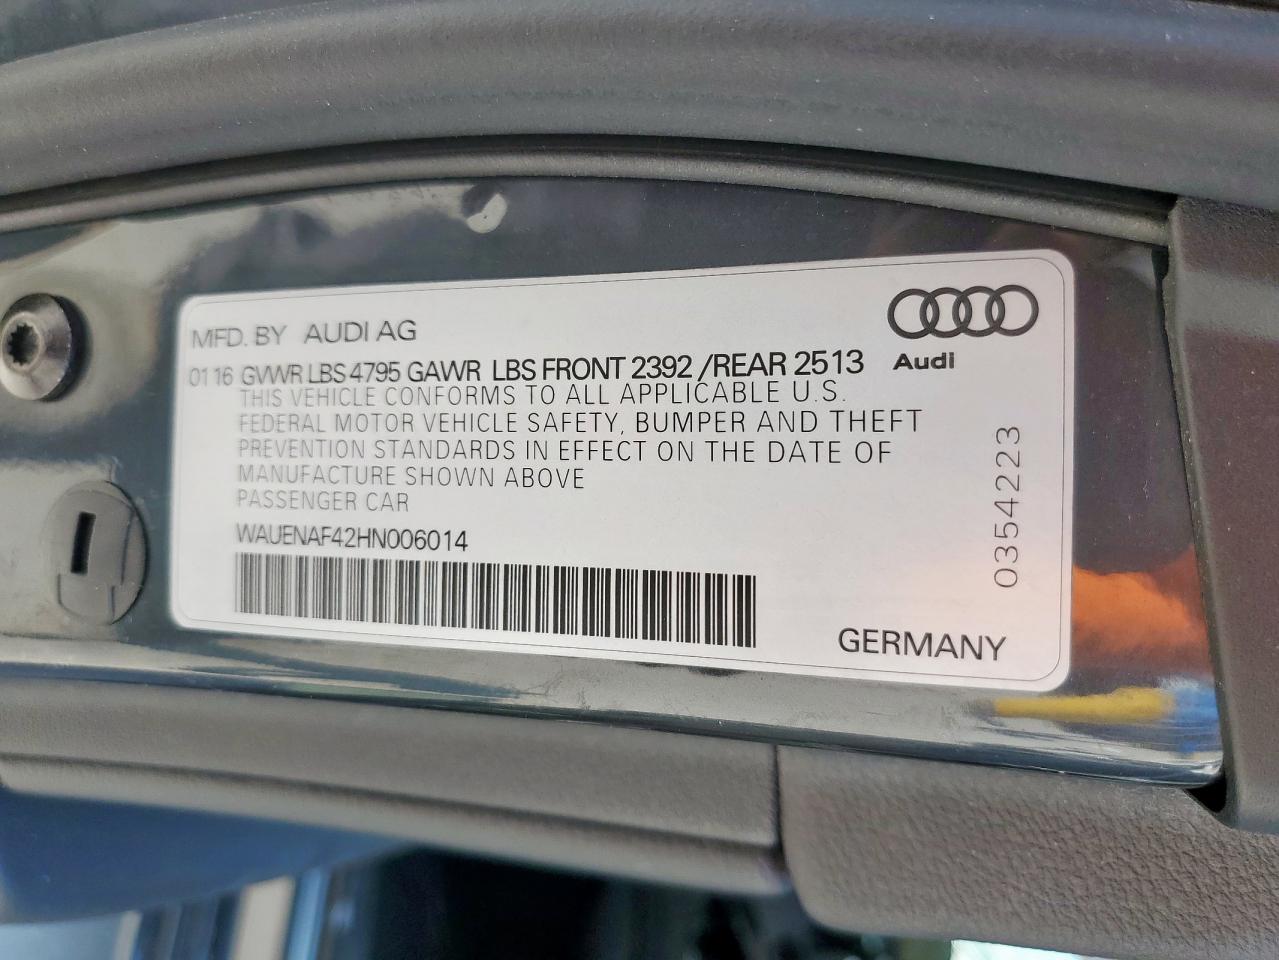 MFD. BY AUDI AG
Audi
01 16 GVWR LBS 4795 GAWR LBS FRONT 2392 /REAR 2513
THIS VEHICLE CONFORMS TO ALL APPLICABLE U.S.
FEDERAL MOTOR VEHICLE SAFETY, BUMPER AND THEFT
PREVENTION STANDARDS IN EFFECT ON THE DATE OF
MANUFACTURE SHOWN ABOVE
PASSENGER CAR
WAUENAF42HN006014
0354223
GERMANY